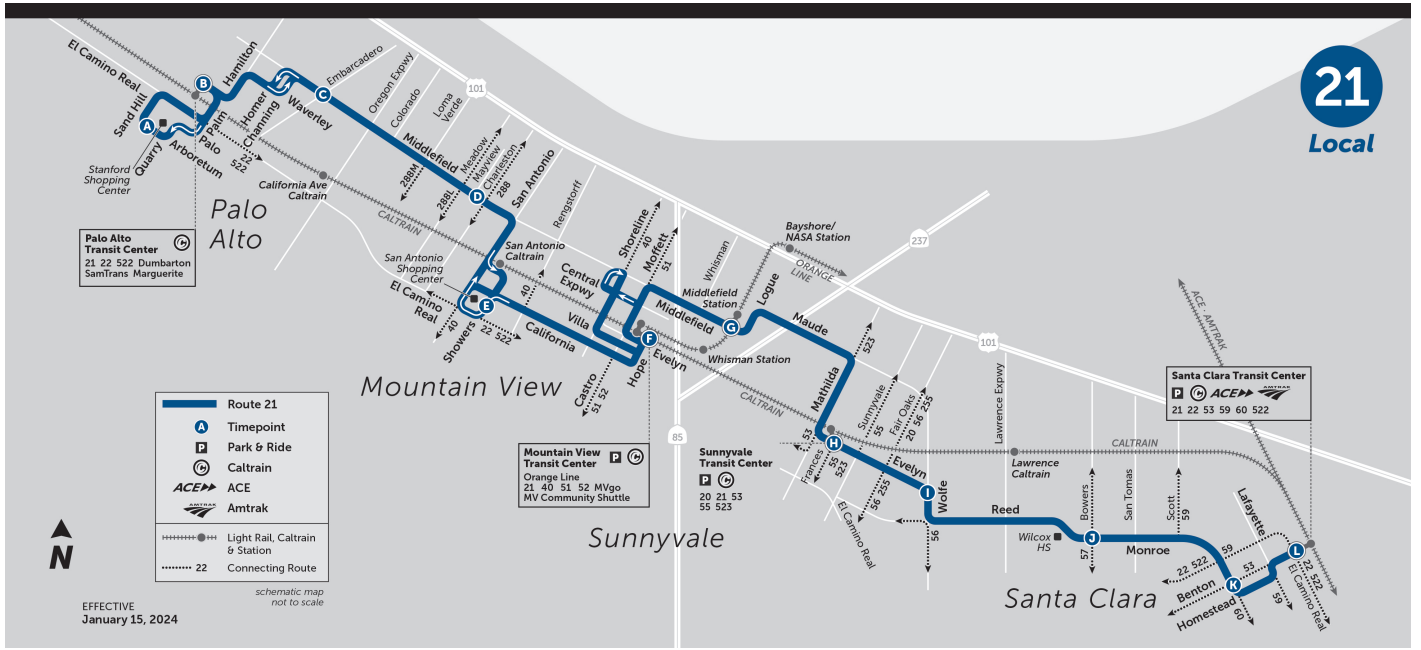 21
Local
El Camino Real
Sand Hill
A
B
Hamilton
Palm
Homer
Channing
Waverley
C
Embarcadero
Quarry
Arboretum
Palo
22
522
Stanford
Shopping
Center
Oregon Expwy
Colorado
Loma
Verde
101
Middlefield
288M
288L
Meadow
Mayview
Charleston
288
D
San Antonio
Rengstorff
California Ave
Caltrain
CALTRAIN
Palo
Alto
Palo Alto
Transit Center
21 22 522 Dumbarton
SamTrans Marguerite
San Antonio
Shopping
Center
San Antonio
Caltrain
El Camino
Real
40
Showers
E
22 522
40
California
Central
Expwy
Villa
Shoreline
40
Moffett
51
Whisman
Middlefield
Station
Middlefield
G
Logue
Bayshore/
NASA Station
ORANGE
LINE
237
Maude
Whisman Station
F
Hope
Evelyn
Castro
51 52
Mountain View
85
CALTRAIN
Mathilda
523
101
Sunnyvale
55
Fair Oaks
20 56 255
53
H
Frances
55
523
56 255
Evelyn
El Camino Real
I
Wolfe
56
Reed
Lawrence Expwy
Lawrence
Caltrain
CALTRAIN
Wilcox
HS
Bowers
57
J
San Tomas
Monroe
Scott
59
Lafayette
22 522
59
Benton
53
Homestead
K
60
59
L
22
522
El Camino Real
ACE - AMTRAK
Santa Clara Transit Center
P C ACE AMTRAK
21 22 53 59 60 522
Mountain View
Transit Center
P C
Orange Line
21 40 51 52 MVgo
MV Community Shuttle
Sunnyvale
Transit Center
P C
20 21 53
55 523
Sunnyvale
Santa Clara
Route 21
A Timepoint
P Park & Ride
C Caltrain
ACE ACE
AMTRAK Amtrak
Light Rail, Caltrain
& Station
22 Connecting Route
schematic map
not to scale
N
EFFECTIVE
January 15, 2024